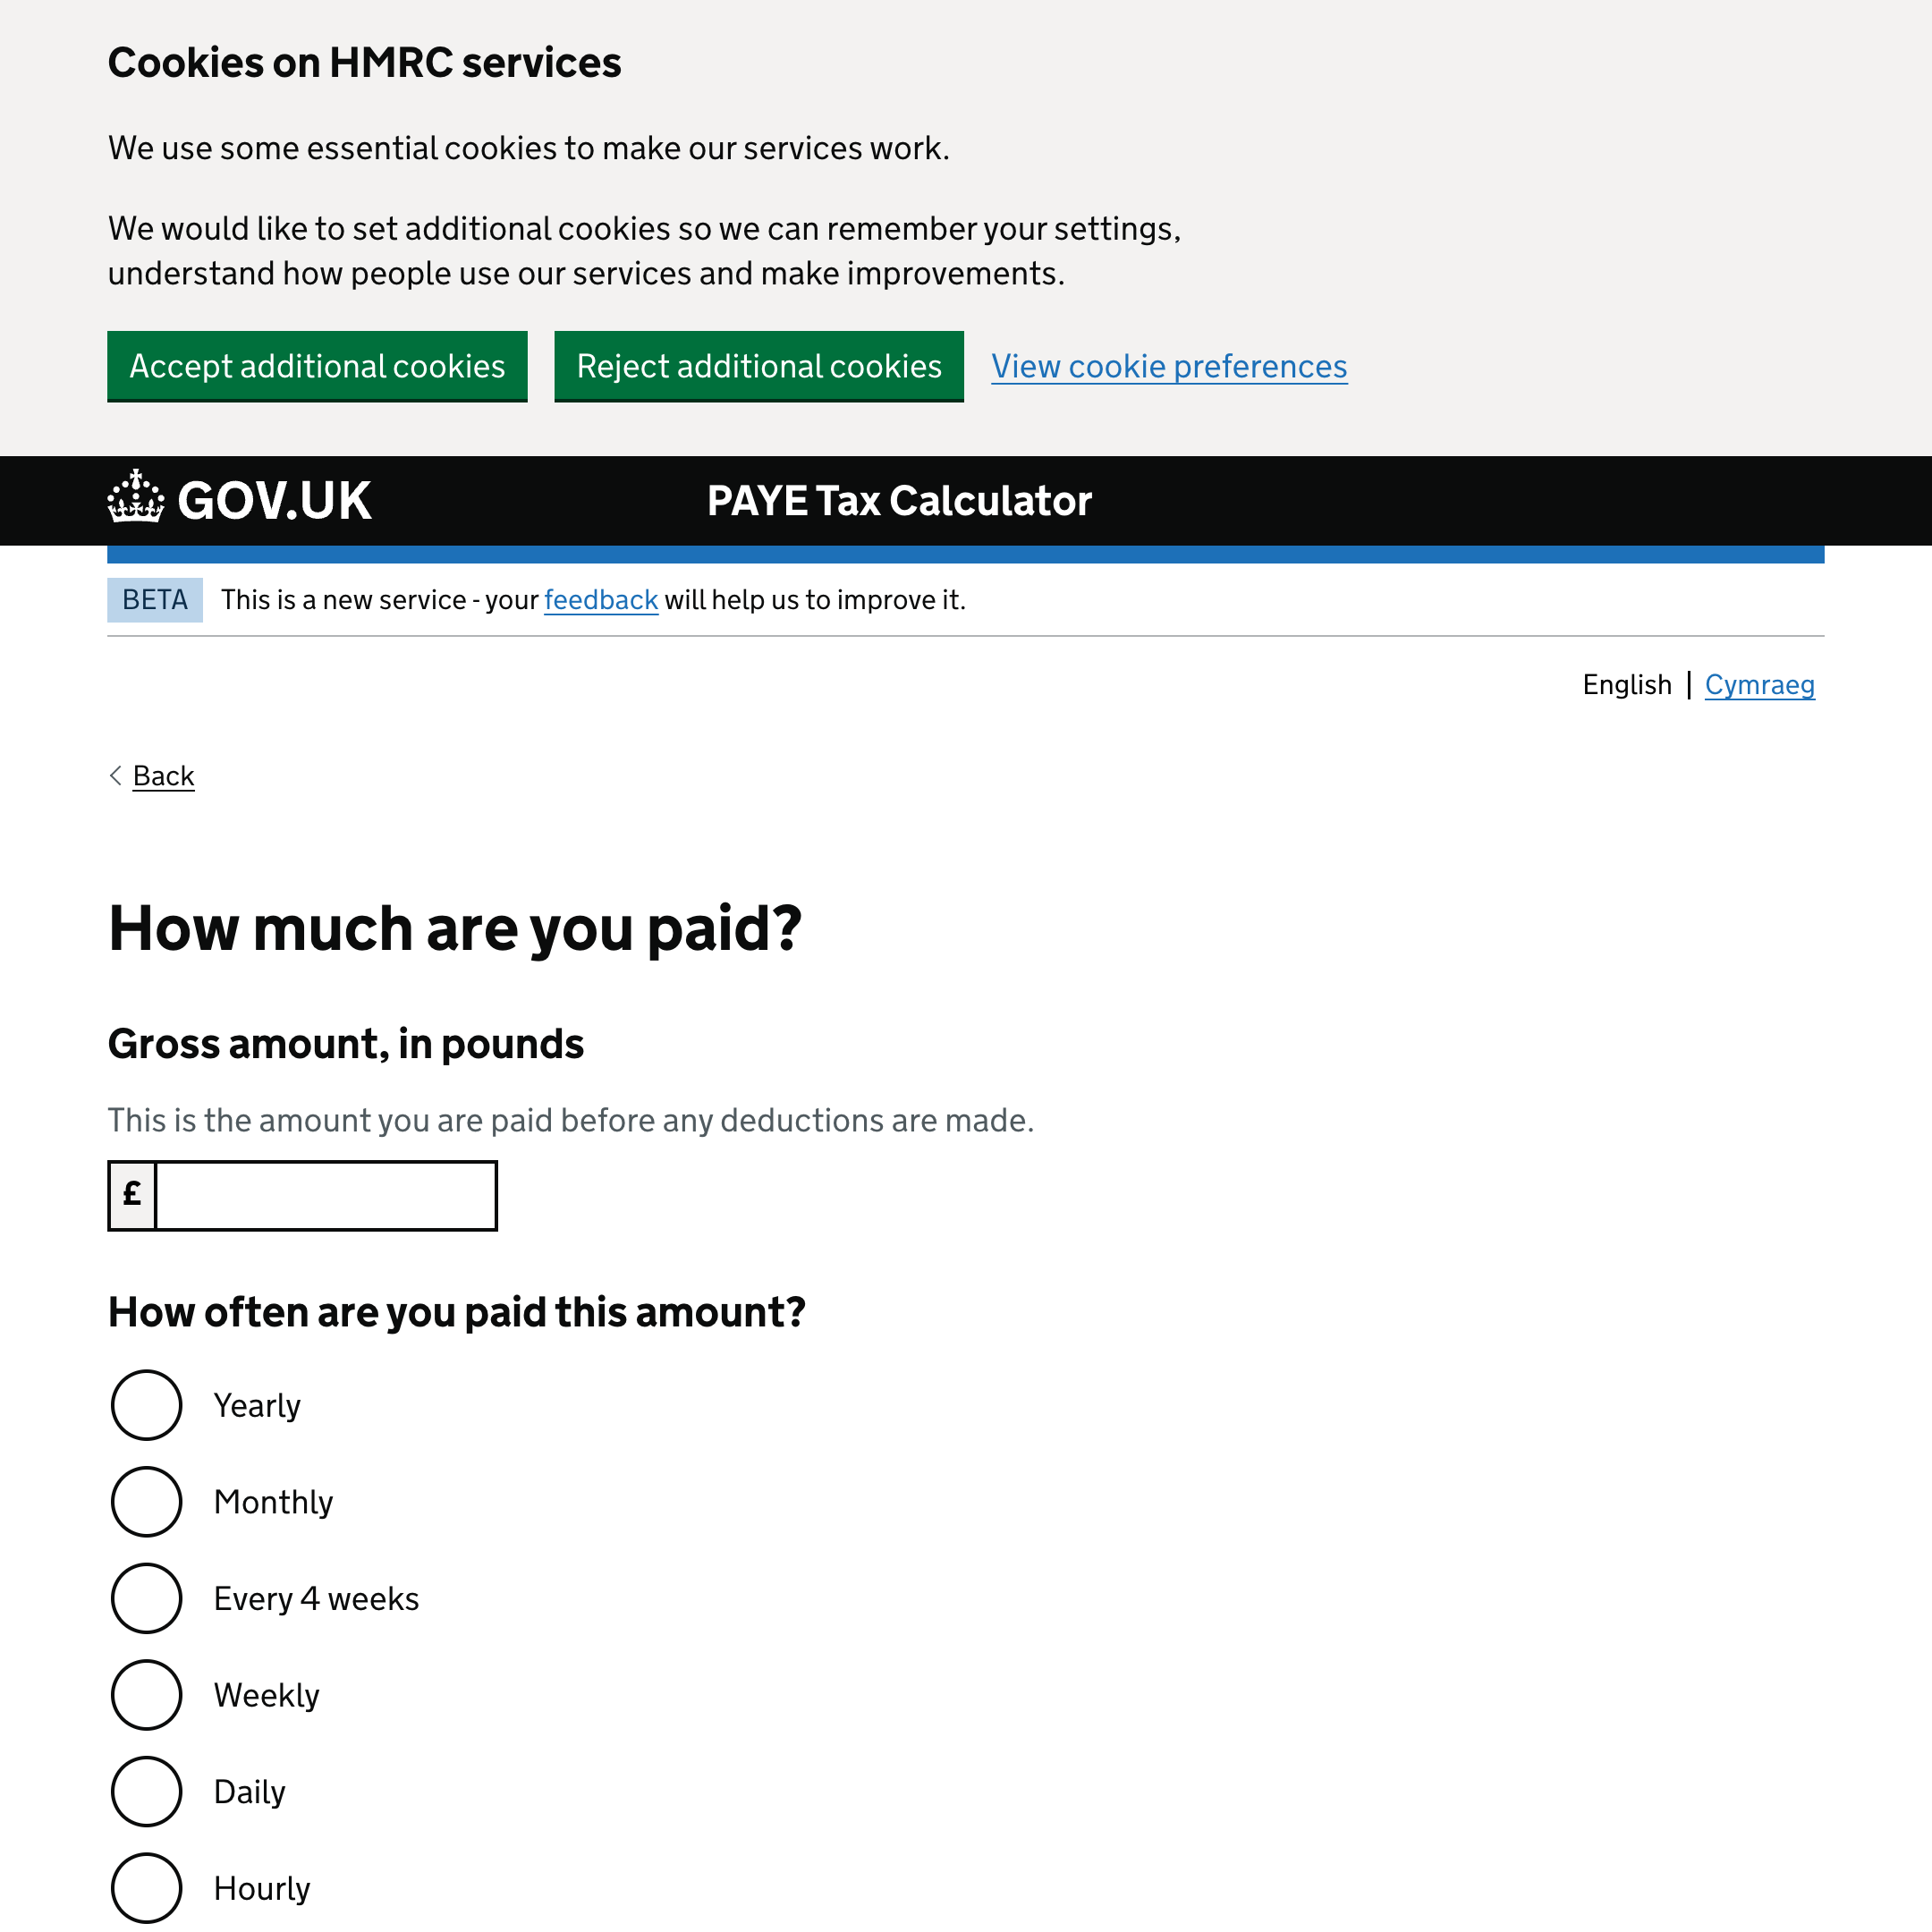 Cookies on HMRC services
We use some essential cookies to make our services work.
We would like to set additional cookies so we can remember your settings,
understand how people use our services and make improvements.
Accept additional cookies Reject additional cookies View cookie preferences
GOV.UK PAYE Tax Calculator
BETA This is a new service - your feedback will help us to improve it.
English | Cymraeg
Back
How much are you paid?
Gross amount, in pounds
This is the amount you are paid before any deductions are made.
£
How often are you paid this amount?
Yearly
Monthly
Every 4 weeks
Weekly
Daily
Hourly